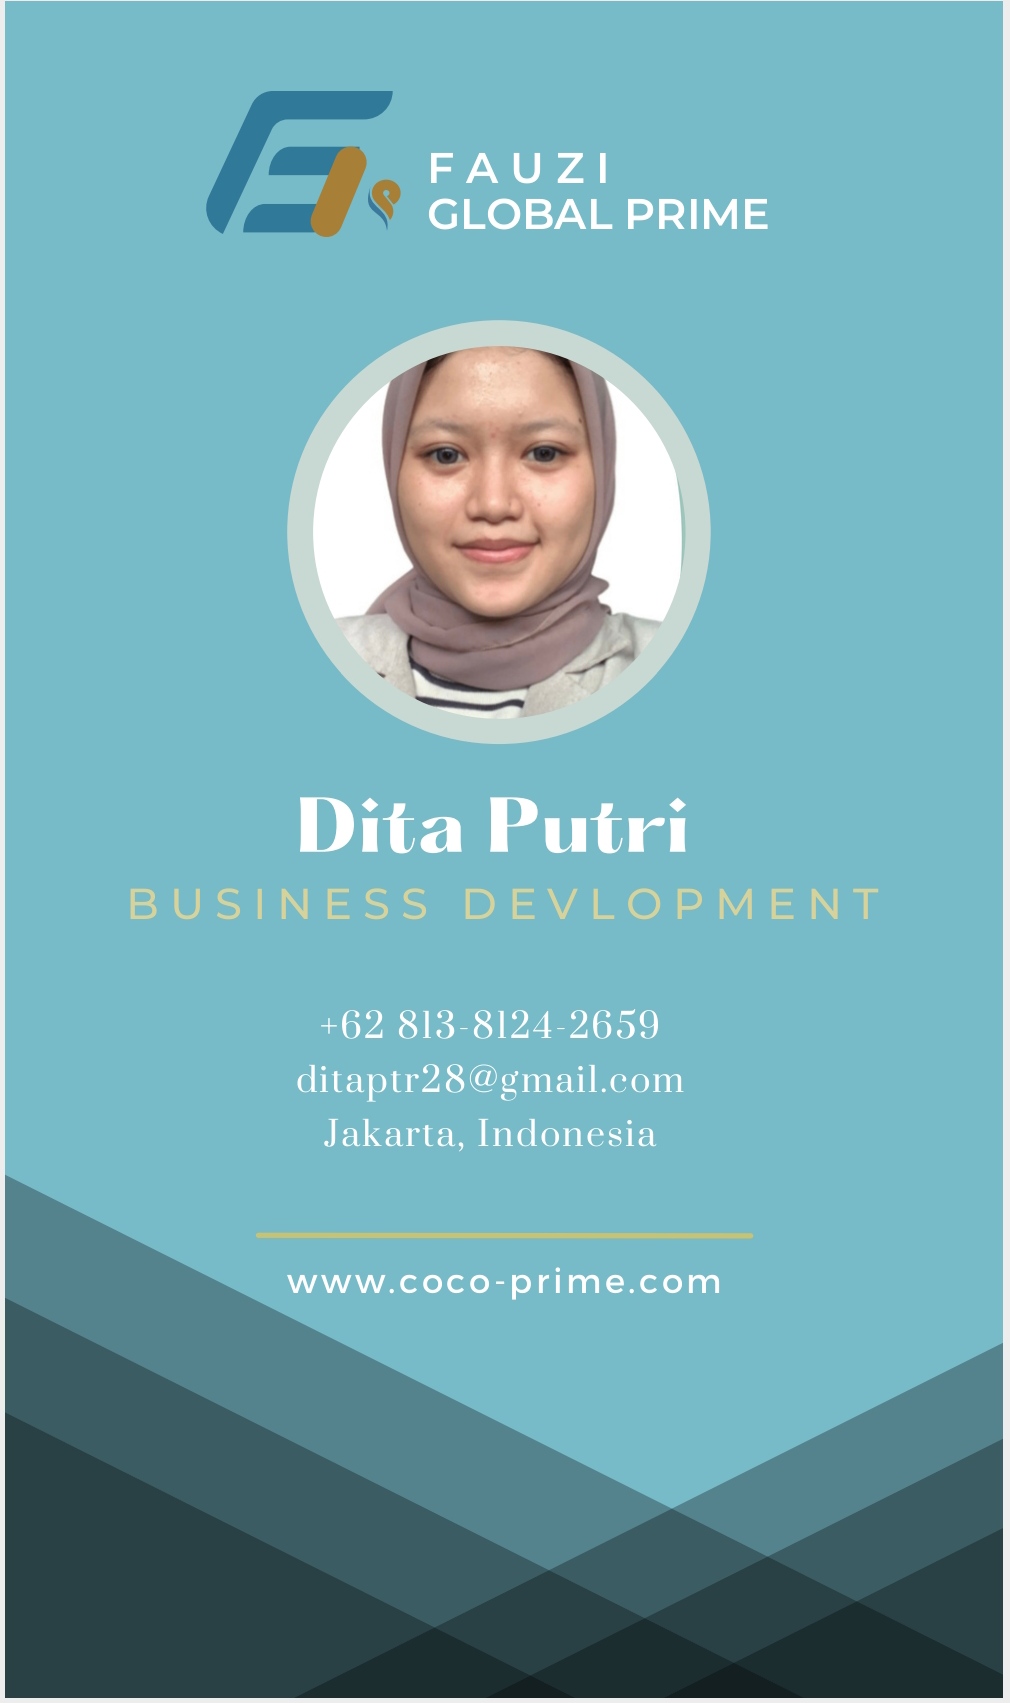 FAUZI
GLOBAL PRIME
Dita Putri
BUSINESS DEVLOPMENT
+62 813-8124-2659
ditaptr28@gmail.com
Jakarta, Indonesia
www.coco-prime.com